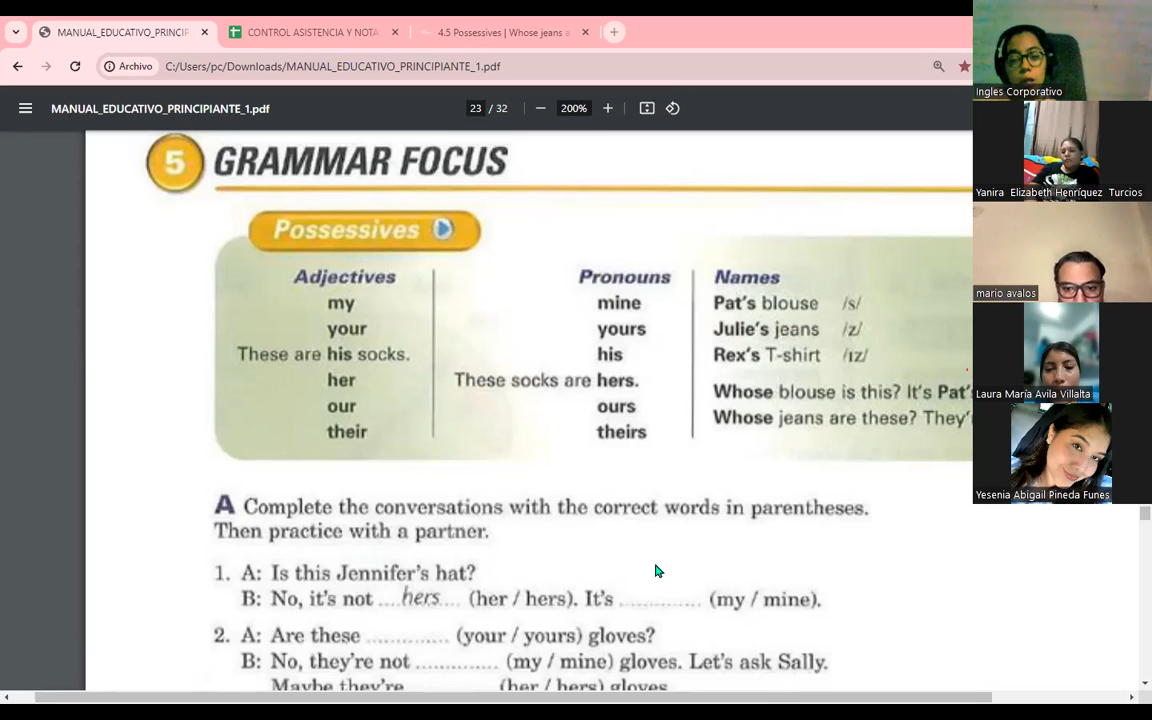 MANUAL_EDUCATIVO_PRINCIP
CONTROL ASISTENCIA Y NOTA
4.5 Possessives | Whose jeans a
Archivo
C:/Users/pc/Downloads/MANUAL_EDUCATIVO_PRINCIPIANTE_1.pdf
MANUAL_EDUCATIVO_PRINCIPIANTE_1.pdf
23 / 32
200%
5 GRAMMAR FOCUS
Possessives
Adjectives Pronouns Names
my mine Pat's blouse /s/
your yours Julie's jeans /z/
These are his socks. his Rex's T-shirt /ɪz/
her These socks are hers.
Whose blouse is this? It's Pat'
our ours
Whose jeans are these? They'
their theirs
A Complete the conversations with the correct words in parentheses.
Then practice with a partner.
1. A: Is this Jennifer's hat?
B: No, it's not ....hers.... (her / hers). It's ............. (my / mine).
2. A: Are these ............. (your / yours) gloves?
B: No, they're not ............. (my / mine) gloves. Let's ask Sally.
Maybe they're (her / hers) gloves
Ingles Corporativo
Yanira Elizabeth Henríquez Turcios
mario avalos
Laura María Avila Villalta
Yesenia Abigail Pineda Funes